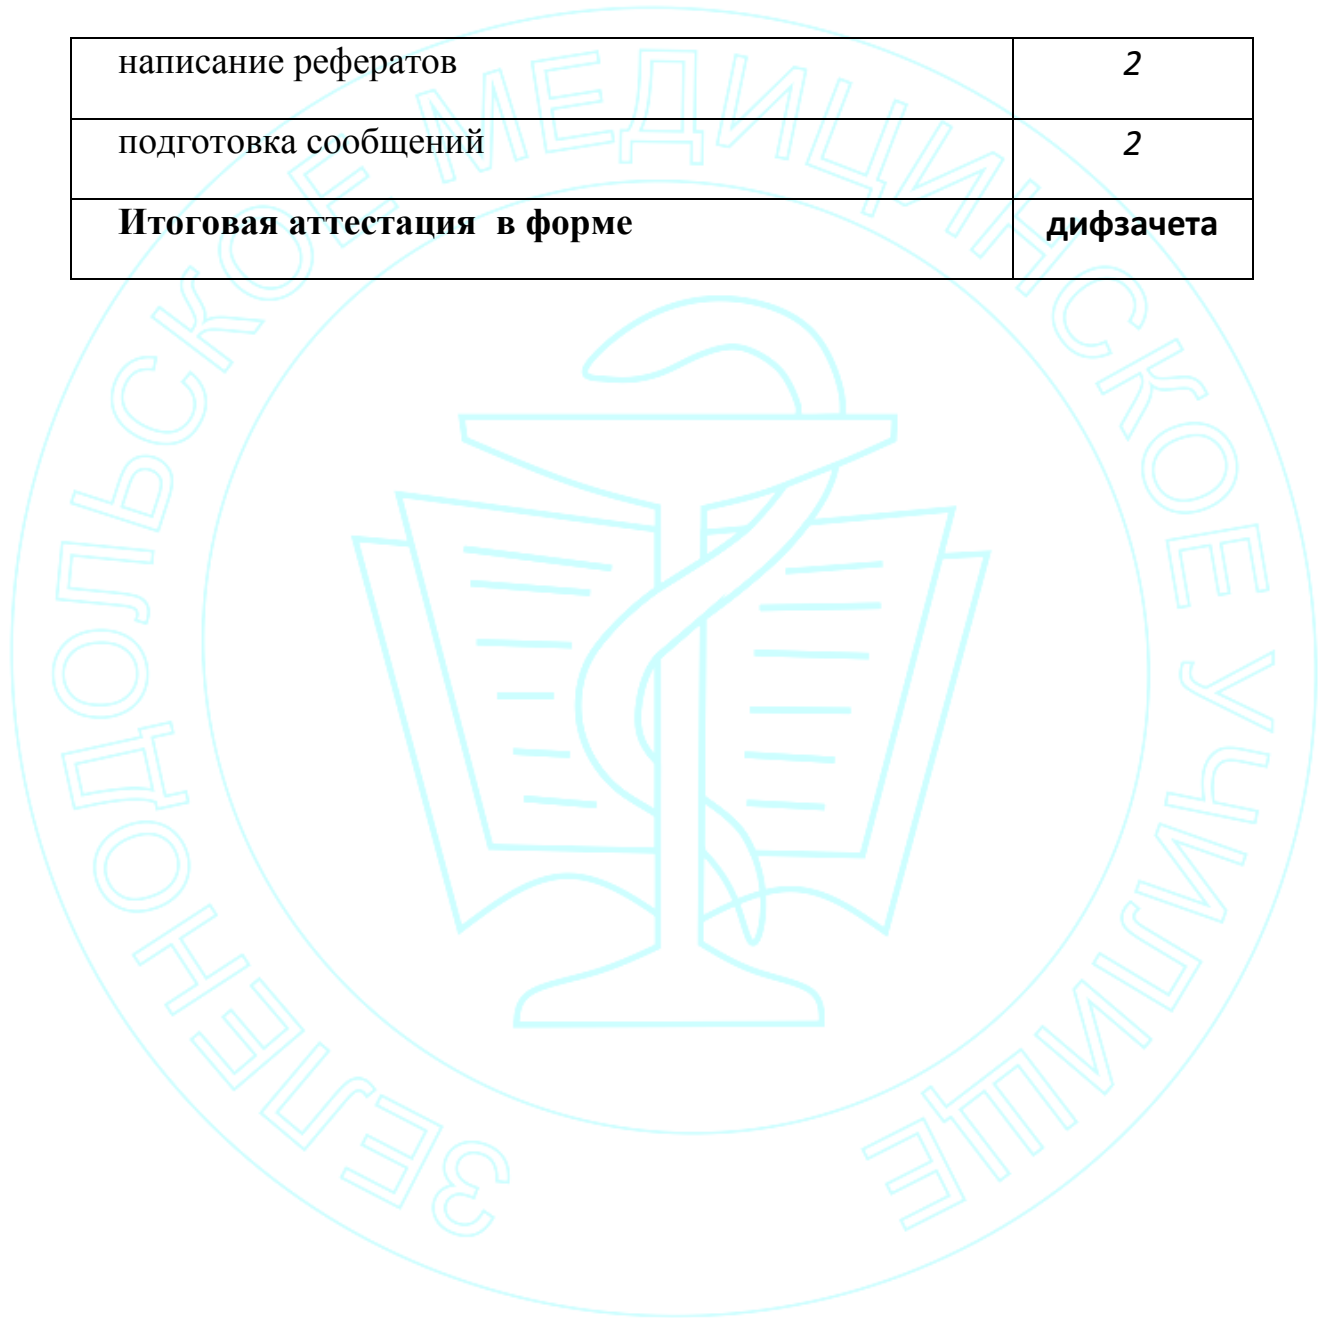 написание рефератов 2
подготовка сообщений 2
Итоговая аттестация в форме дифзачета
ЗЕЛЕНОДОЛЬСКОЕ МЕДИЦИНСКОЕ УЧИЛИЩЕ